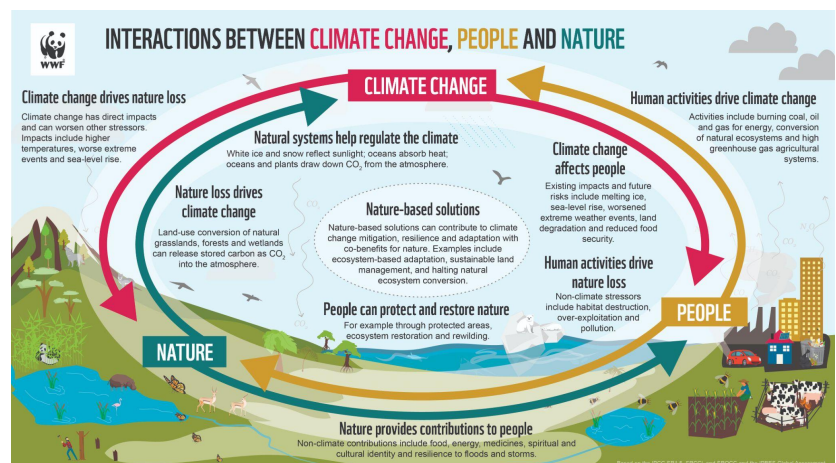 WWF
INTERACTIONS BETWEEN CLIMATE CHANGE, PEOPLE AND NATURE
CLIMATE CHANGE
Climate change drives nature loss
Climate change has direct impacts
and can worsen other stressors.
Impacts include higher
temperatures, worse extreme
events and sea-level rise.
Natural systems help regulate the climate
White ice and snow reflect sunlight; oceans absorb heat;
oceans and plants draw down CO2 from the atmosphere.
Human activities drive climate change
Activities include burning coal, oil
and gas for energy, conversion
of natural ecosystems and high
greenhouse gas agricultural
systems.
Climate change
affects people
Existing impacts and future
risks include melting ice,
sea-level rise, worsened
extreme weather events, land
degradation and reduced food
security.
Nature loss drives
climate change
Land-use conversion of natural
grasslands, forests and wetlands
can release stored carbon as CO2
into the atmosphere.
Nature-based solutions
Nature-based solutions can contribute to climate
change mitigation, resilience and adaptation with
co-benefits for nature. Examples include
ecosystem-based adaptation, sustainable land
management, and halting natural
ecosystem conversion.
Human activities drive
nature loss
Non-climate stressors
include habitat destruction,
over-exploitation and
pollution.
People can protect and restore nature
For example through protected areas,
ecosystem restoration and rewilding.
PEOPLE
NATURE
Nature provides contributions to people
Non-climate contributions include food, energy, medicines, spiritual and
cultural identity and resilience to floods and storms.